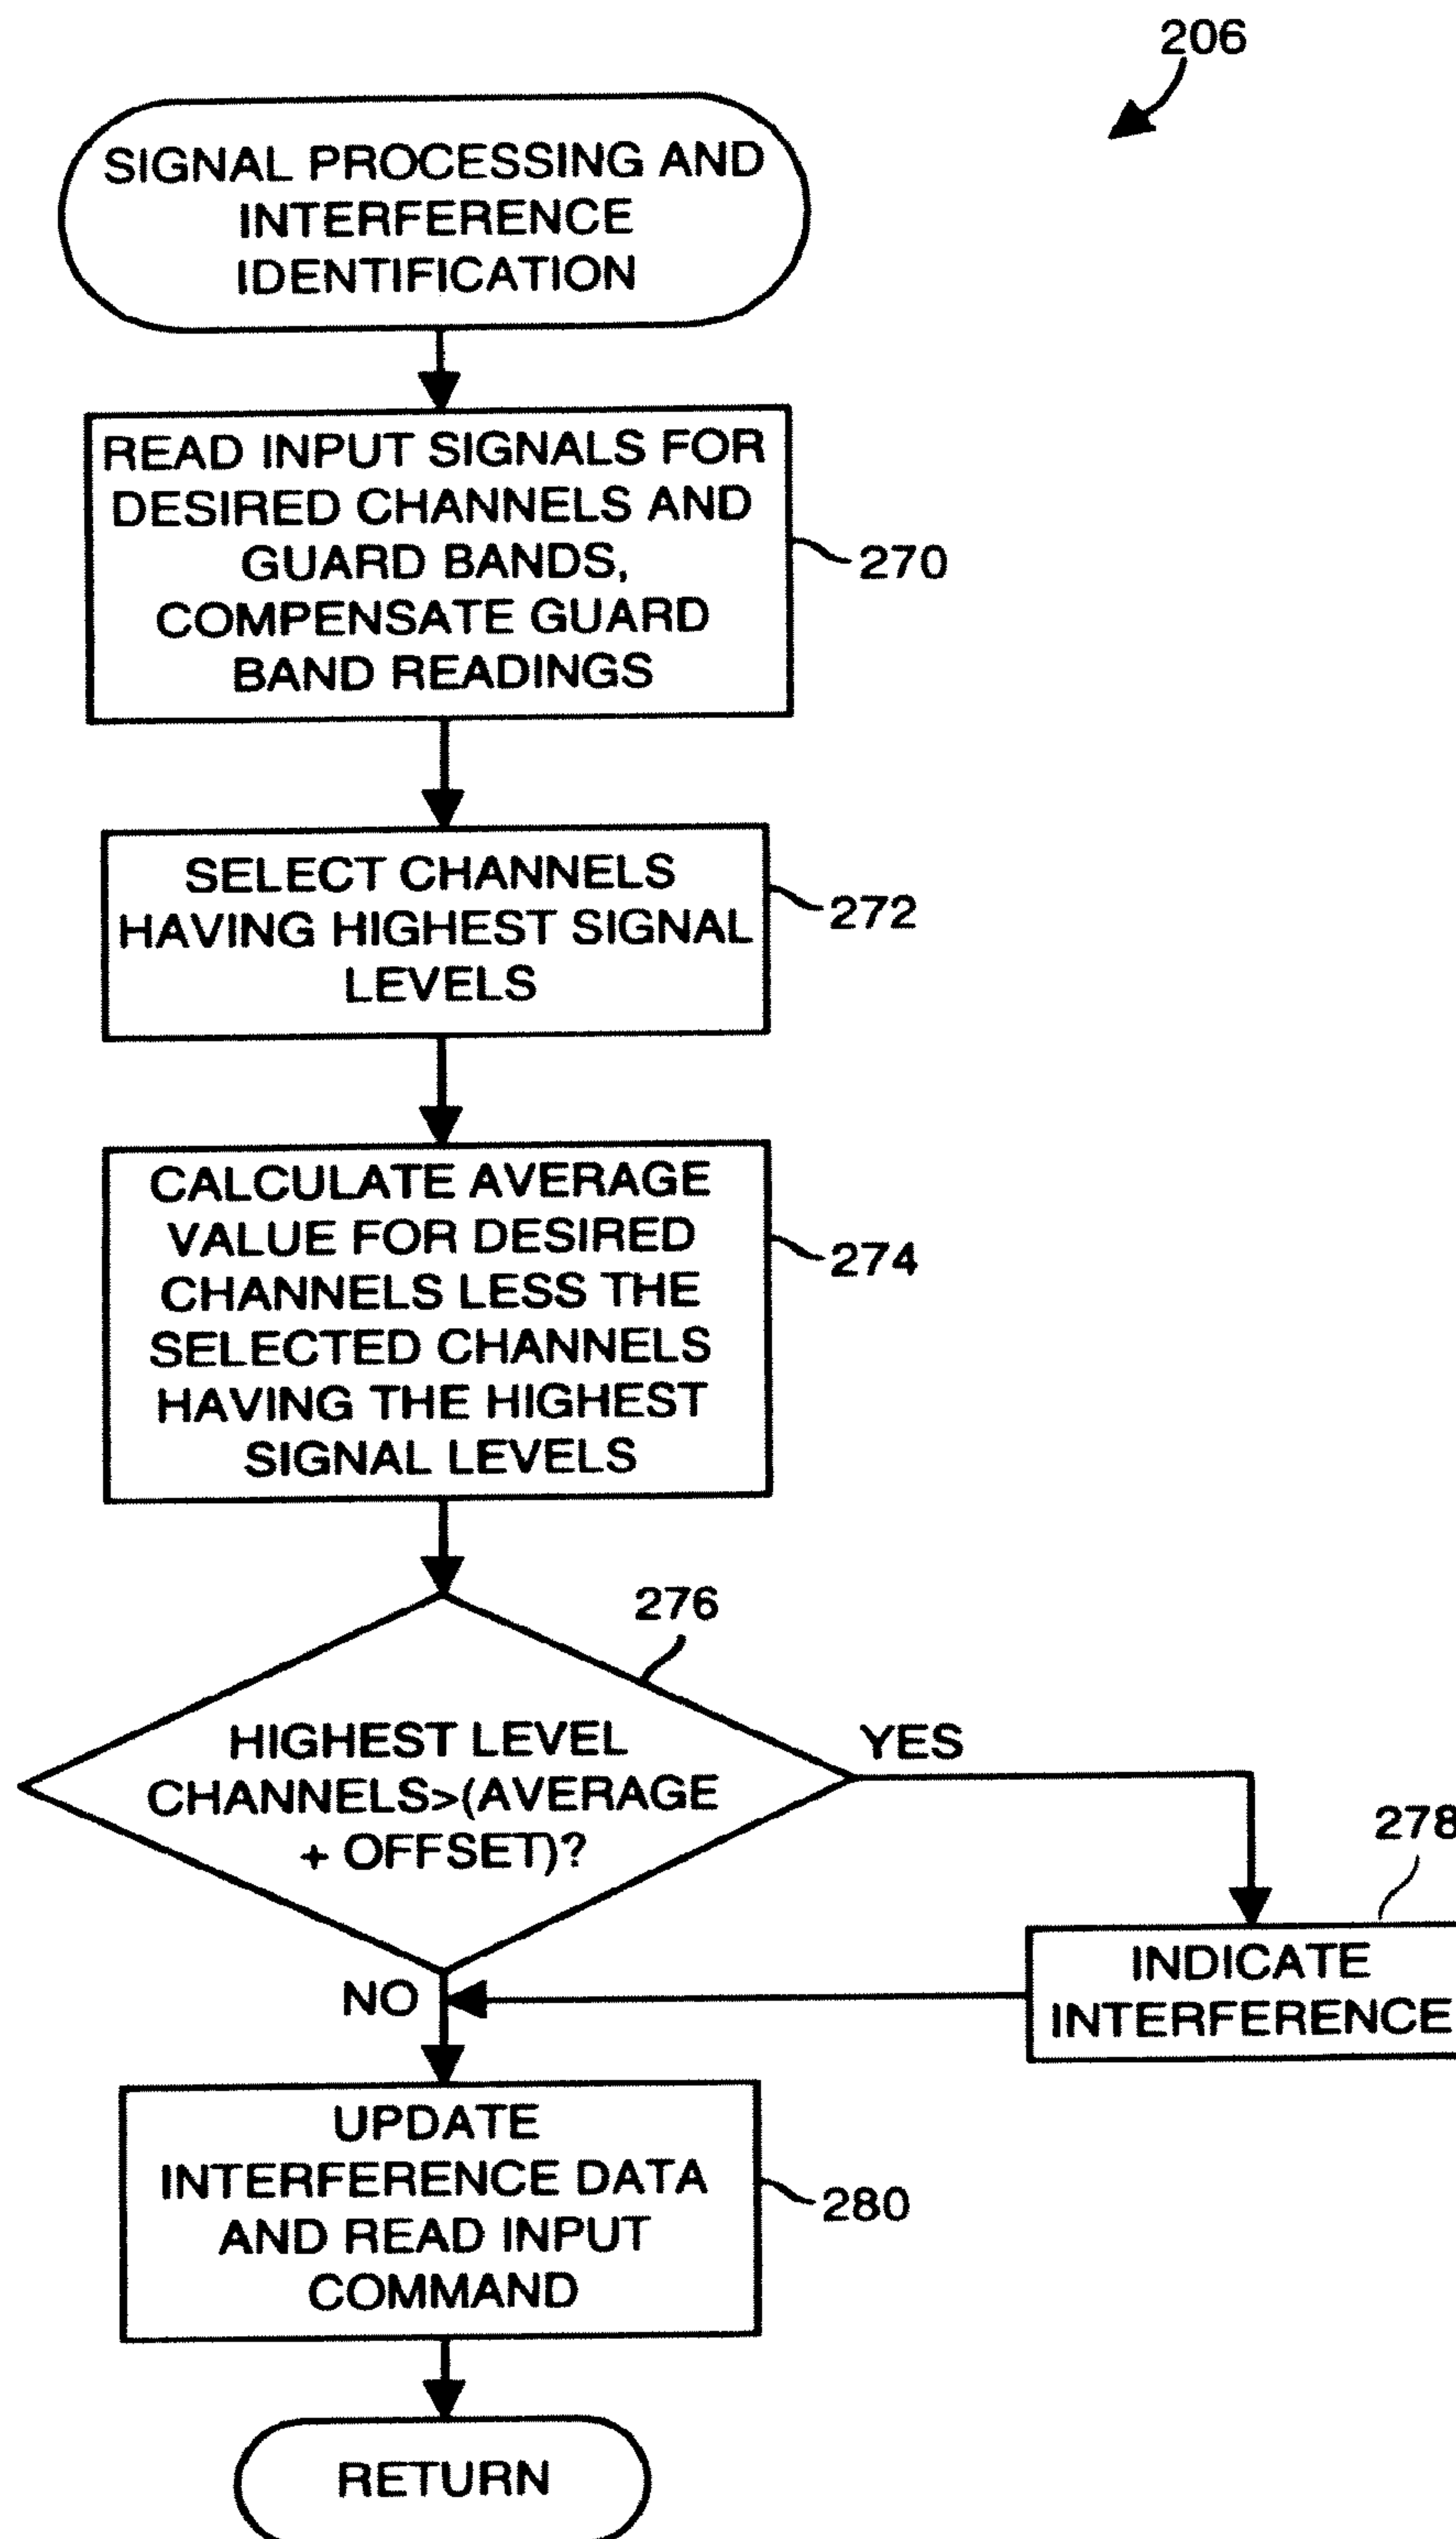 206
SIGNAL PROCESSING AND
INTERFERENCE
IDENTIFICATION
READ INPUT SIGNALS FOR
DESIRED CHANNELS AND
GUARD BANDS,
COMPENSATE GUARD
BAND READINGS
270
SELECT CHANNELS
HAVING HIGHEST SIGNAL
LEVELS
272
CALCULATE AVERAGE
VALUE FOR DESIRED
CHANNELS LESS THE
SELECTED CHANNELS
HAVING THE HIGHEST
SIGNAL LEVELS
274
276
HIGHEST LEVEL
CHANNELS>(AVERAGE
+ OFFSET)?
YES
278
INDICATE
INTERFERENCE
NO
UPDATE
INTERFERENCE DATA
AND READ INPUT
COMMAND
280
RETURN